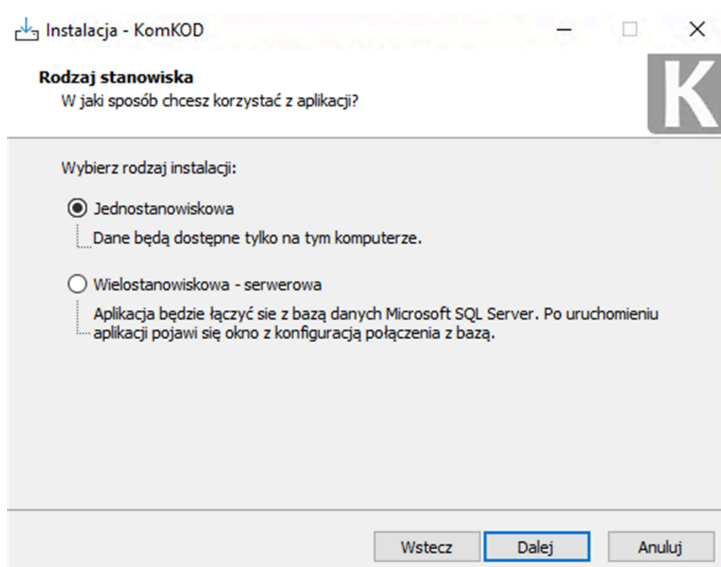 Instalacja - KomKOD
Rodzaj stanowiska
W jaki sposób chcesz korzystać z aplikacji?
K
Wybierz rodzaj instalacji:
Jednostanowiskowa
Dane będą dostępne tylko na tym komputerze.
Wielostanowiskowa - serwerowa
Aplikacja będzie łączyć sie z bazą danych Microsoft SQL Server. Po uruchomieniu
aplikacji pojawi się okno z konfiguracją połączenia z bazą.
Wstecz Dalej Anuluj